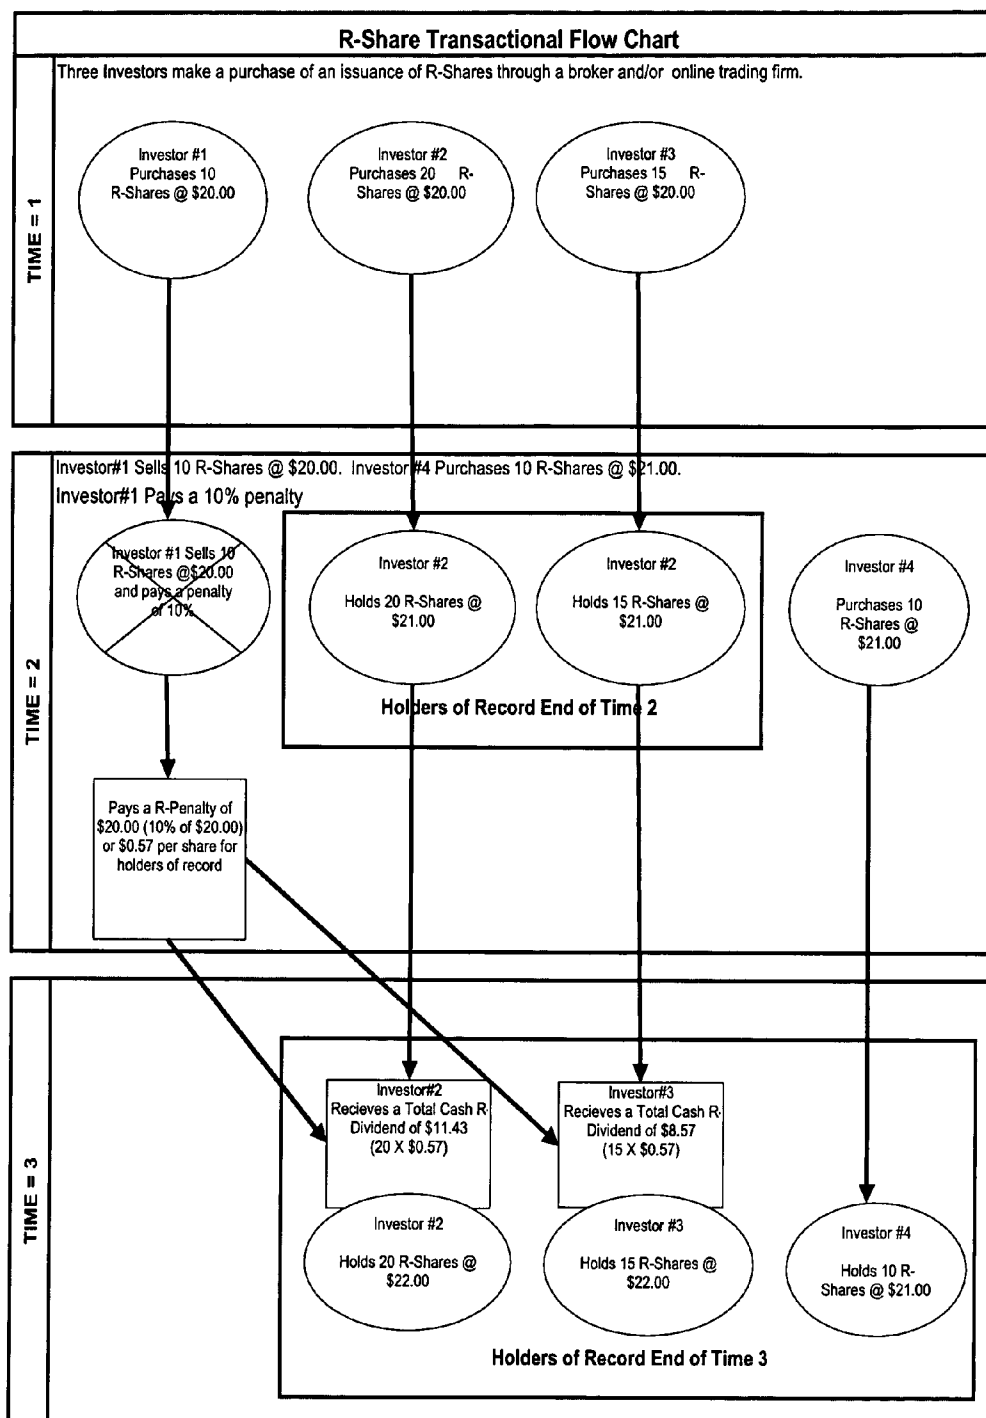 R-Share Transactional Flow Chart
TIME = 1
Three Investors make a purchase of an issuance of R-Shares through a broker and/or online trading firm.
Investor #1
Purchases 10
R-Shares @ $20.00
Investor #2
Purchases 20 R-
Shares @ $20.00
Investor #3
Purchases 15 R-
Shares @ $20.00
TIME = 2
Investor#1 Sells 10 R-Shares @ $20.00. Investor #4 Purchases 10 R-Shares @ $21.00.
Investor#1 Pays a 10% penalty
Investor #1 Sells 10
R-Shares @$20.00
and pays a penalty
of 10%
Investor #2
Holds 20 R-Shares @
$21.00
Investor #2
Holds 15 R-Shares @
$21.00
Investor #4
Purchases 10
R-Shares @
$21.00
Holders of Record End of Time 2
Pays a R-Penalty of
$20.00 (10% of $20.00)
or $0.57 per share for
holders of record
TIME = 3
Investor#2
Recieves a Total Cash R-
Dividend of $11.43
(20 X $0.57)
Investor#3
Recieves a Total Cash R-
Dividend of $8.57
(15 X $0.57)
Investor #2
Holds 20 R-Shares @
$22.00
Investor #3
Holds 15 R-Shares @
$22.00
Investor #4
Holds 10 R-
Shares @ $21.00
Holders of Record End of Time 3